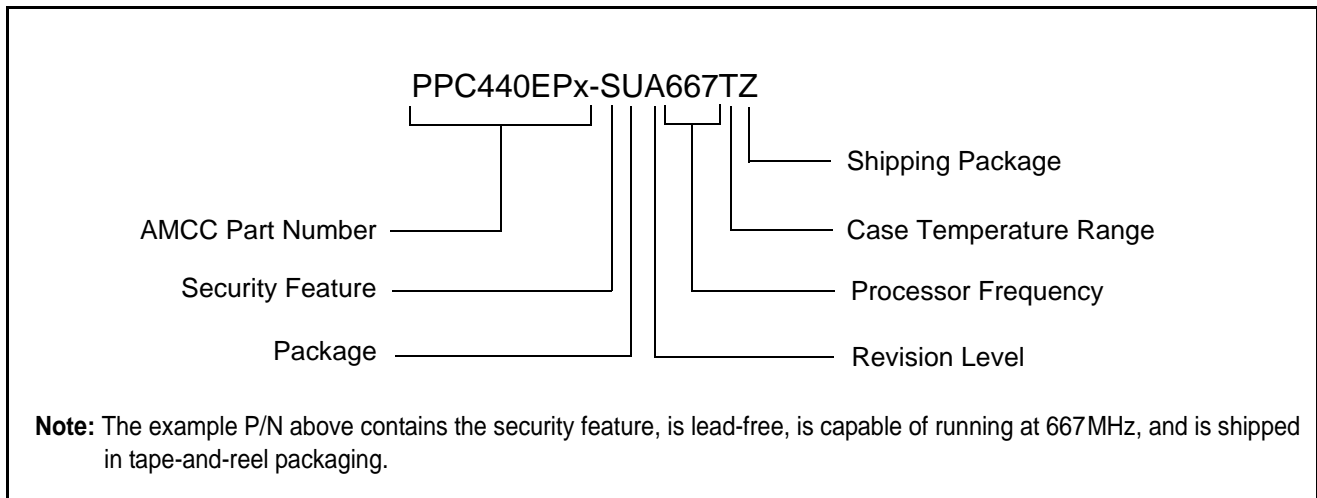 PPC440EPx-SUA667TZ
Shipping Package
AMCC Part Number
Case Temperature Range
Security Feature
Processor Frequency
Package
Revision Level
Note: The example P/N above contains the security feature, is lead-free, is capable of running at 667MHz, and is shipped
in tape-and-reel packaging.